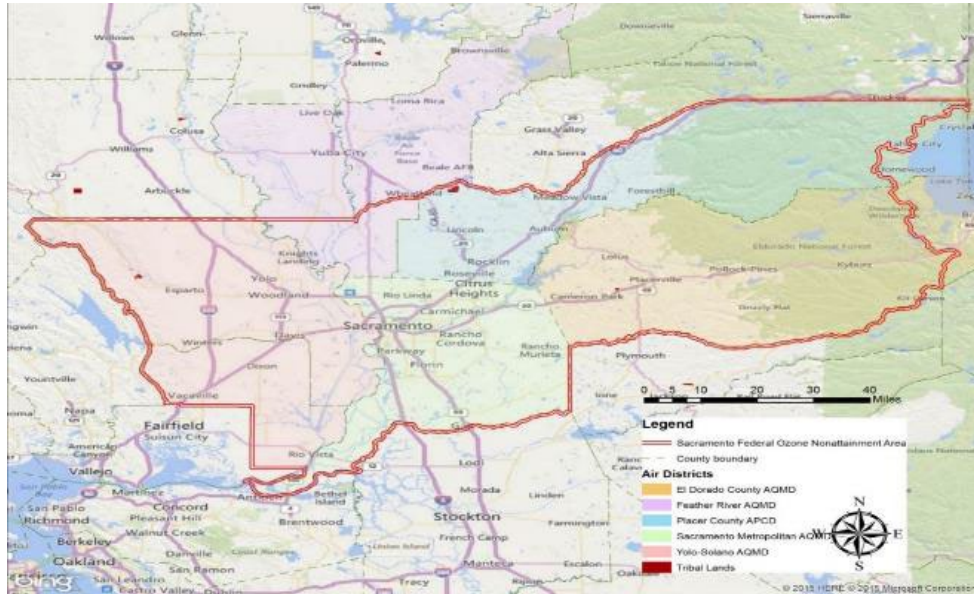 Willows
Glenn
Oroville
Palermo
Downieville
Sierraville
Brownsville
Gridley
Tahoe National Forest
Loma Rica
Live Oak
Colusa
Grass Valley
Williams
Yuba City
Beale AFB
Alta Sierra
Arbuckle
Wheatland
Meadow Vista
Foresthill
Homewood
Lincoln
Auburn
Rocklin
Knights
Landing
Roseville
Citrus
Heights
Lotus
Eldorado National Forest
Placerville
Pollock Pines
Kyburz
Yolo
Esparto
Woodland
Rio Linda
Carmichael
Cameron Park
Grizzly Flat
Sacramento
Rancho
Cordova
Davis
Winters
Parkway
Florin
Rancho
Murieta
Dixon
Plymouth
Yountville
Vacaville
Ione
Napa
Fairfield
Suisun City
Rio Vista
Lodi
Vallejo
Martinez
Concord
Bethel
Island
Morada
Linden
San Pablo
Richmond
Pleasant Hill
Walnut Creek
Brentwood
Stockton
French Camp
Farmington
Berkeley
Danville
Oakland
San Ramon
Manteca
Escalon
San Leandro
Castro Valley
Tracy
Ripon
0 5 10 20 30 40
Miles
Legend
Sacramento Federal Ozone Nonattainment Area
County boundary
Air Districts
El Dorado County AQMD
Feather River AQMD
Placer County APCD
Sacramento Metropolitan AQMD
Yolo-Solano AQMD
Tribal Lands
N
W E
S
bing
© 2015 HERE © 2015 Microsoft Corporation